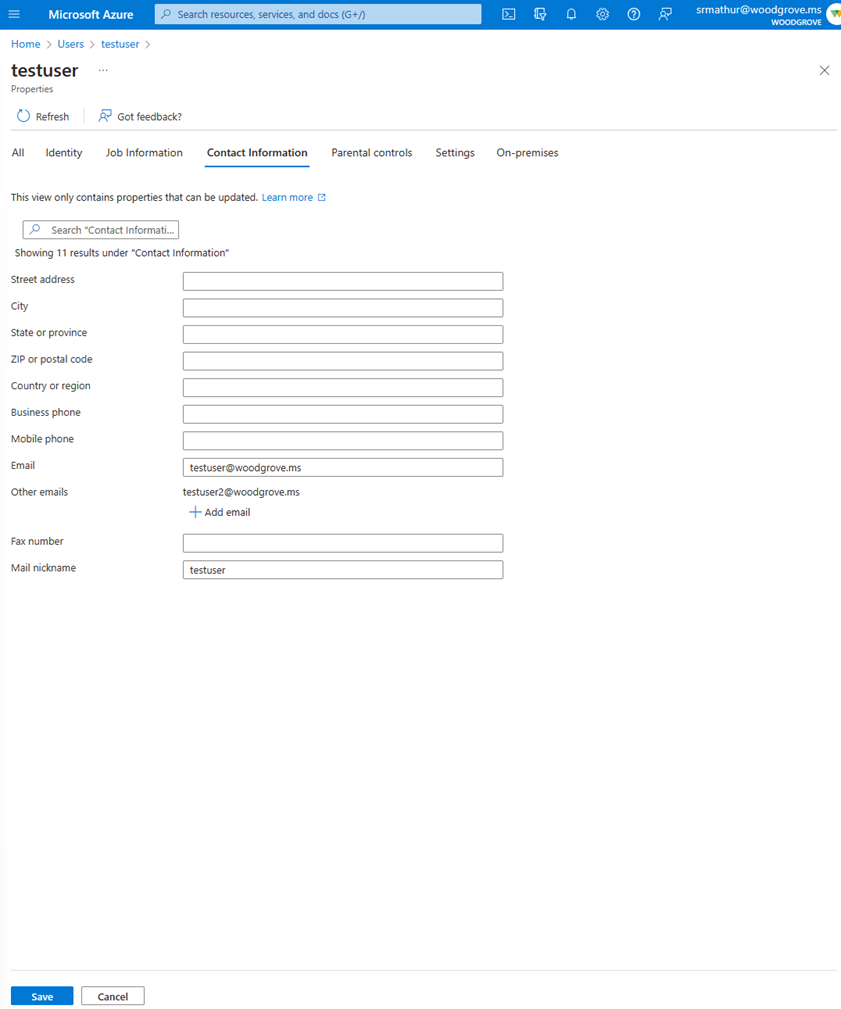 Microsoft Azure
Search resources, services, and docs (G+/)
srmathur@woodgrove.ms
WOODGROVE
Home > Users > testuser >
testuser ...
Properties
Refresh
Got feedback?
All Identity Job Information Contact Information Parental controls Settings On-premises
This view only contains properties that can be updated. Learn more
Search "Contact Informati...
Showing 11 results under "Contact Information"
Street address
City
State or province
ZIP or postal code
Country or region
Business phone
Mobile phone
Email testuser@woodgrove.ms
Other emails testuser2@woodgrove.ms
+ Add email
Fax number
Mail nickname testuser
Save Cancel